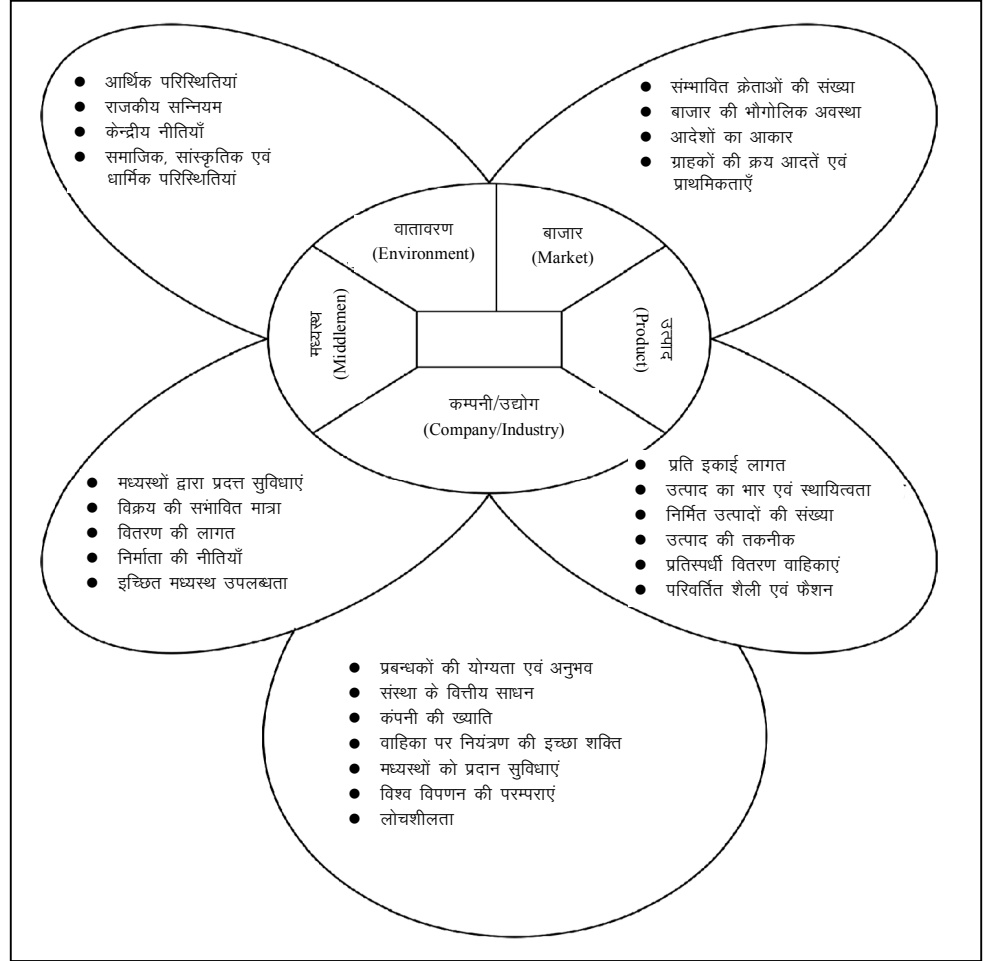 आर्थिक परिस्थितियां
राजकीय सन्नियम
केन्द्रीय नीतियाँ
समाजिक, सांस्कृतिक एवं
धार्मिक परिस्थितियां
संम्भावित क्रेताओं की संख्या
बाजार की भौगोलिक अवस्था
आदेशों का आकार
ग्राहकों की क्रय आदतें एवं
प्राथमिकताएँ
वातावरण
(Environment)
बाजार
(Market)
मध्यस्थ
(Middlemen)
उत्पाद
(Product)
कम्पनी/उद्योग
(Company/Industry)
मध्यस्थों द्वारा प्रदत्त सुविधाएं
विक्रय की सभांवित मात्रा
वितरण की लागत
निर्माता की नीतियाँ
इच्छित मध्यस्थ उपलब्धता
प्रति इकाई लागत
उत्पाद का भार एवं स्थायित्वता
निर्मित उत्पादों की संख्या
उत्पाद की तकनीक
प्रतिस्पर्धी वितरण वाहिकाएं
परिवर्तित शैली एवं फैशन
प्रबन्धकों की योग्यता एवं अनुभव
संस्था के वित्तीय साधन
कंपनी की ख्याति
वाहिका पर नियंत्रण की इच्छा शक्ति
मध्यस्थों को प्रदान सुविधाएं
विश्व विपणन की परम्पराएं
लोचशीलता